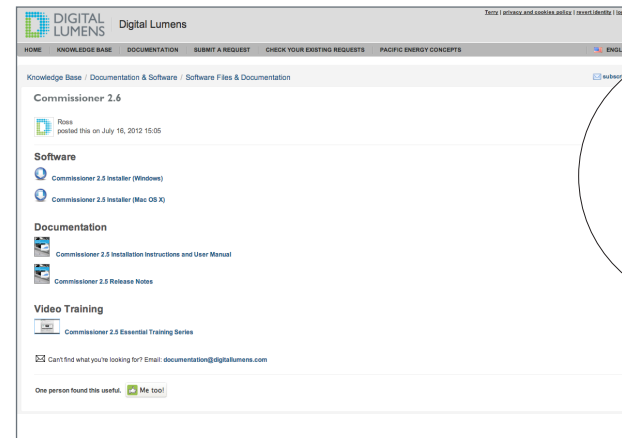 Terry | privacy and cookies policy | revert identity |
DIGITAL
LUMENS
Digital Lumens
HOME KNOWLEDGE BASE DOCUMENTATION SUBMIT A REQUEST CHECK YOUR EXISTING REQUESTS PACIFIC ENERGY CONCEPTS ENGL
Knowledge Base / Documentation & Software / Software Files & Documentation
subscr
Commissioner 2.6
Ross
posted this on July 16, 2012 15:05
Software
Commissioner 2.5 Installer (Windows)
Commissioner 2.5 Installer (Mac OS X)
Documentation
Commissioner 2.5 Installation Instructions and User Manual
Commissioner 2.5 Release Notes
Video Training
Commissioner 2.5 Essential Training Series
Can't find what you're looking for? Email: documentation@digitallumens.com
One person found this useful. Me too!